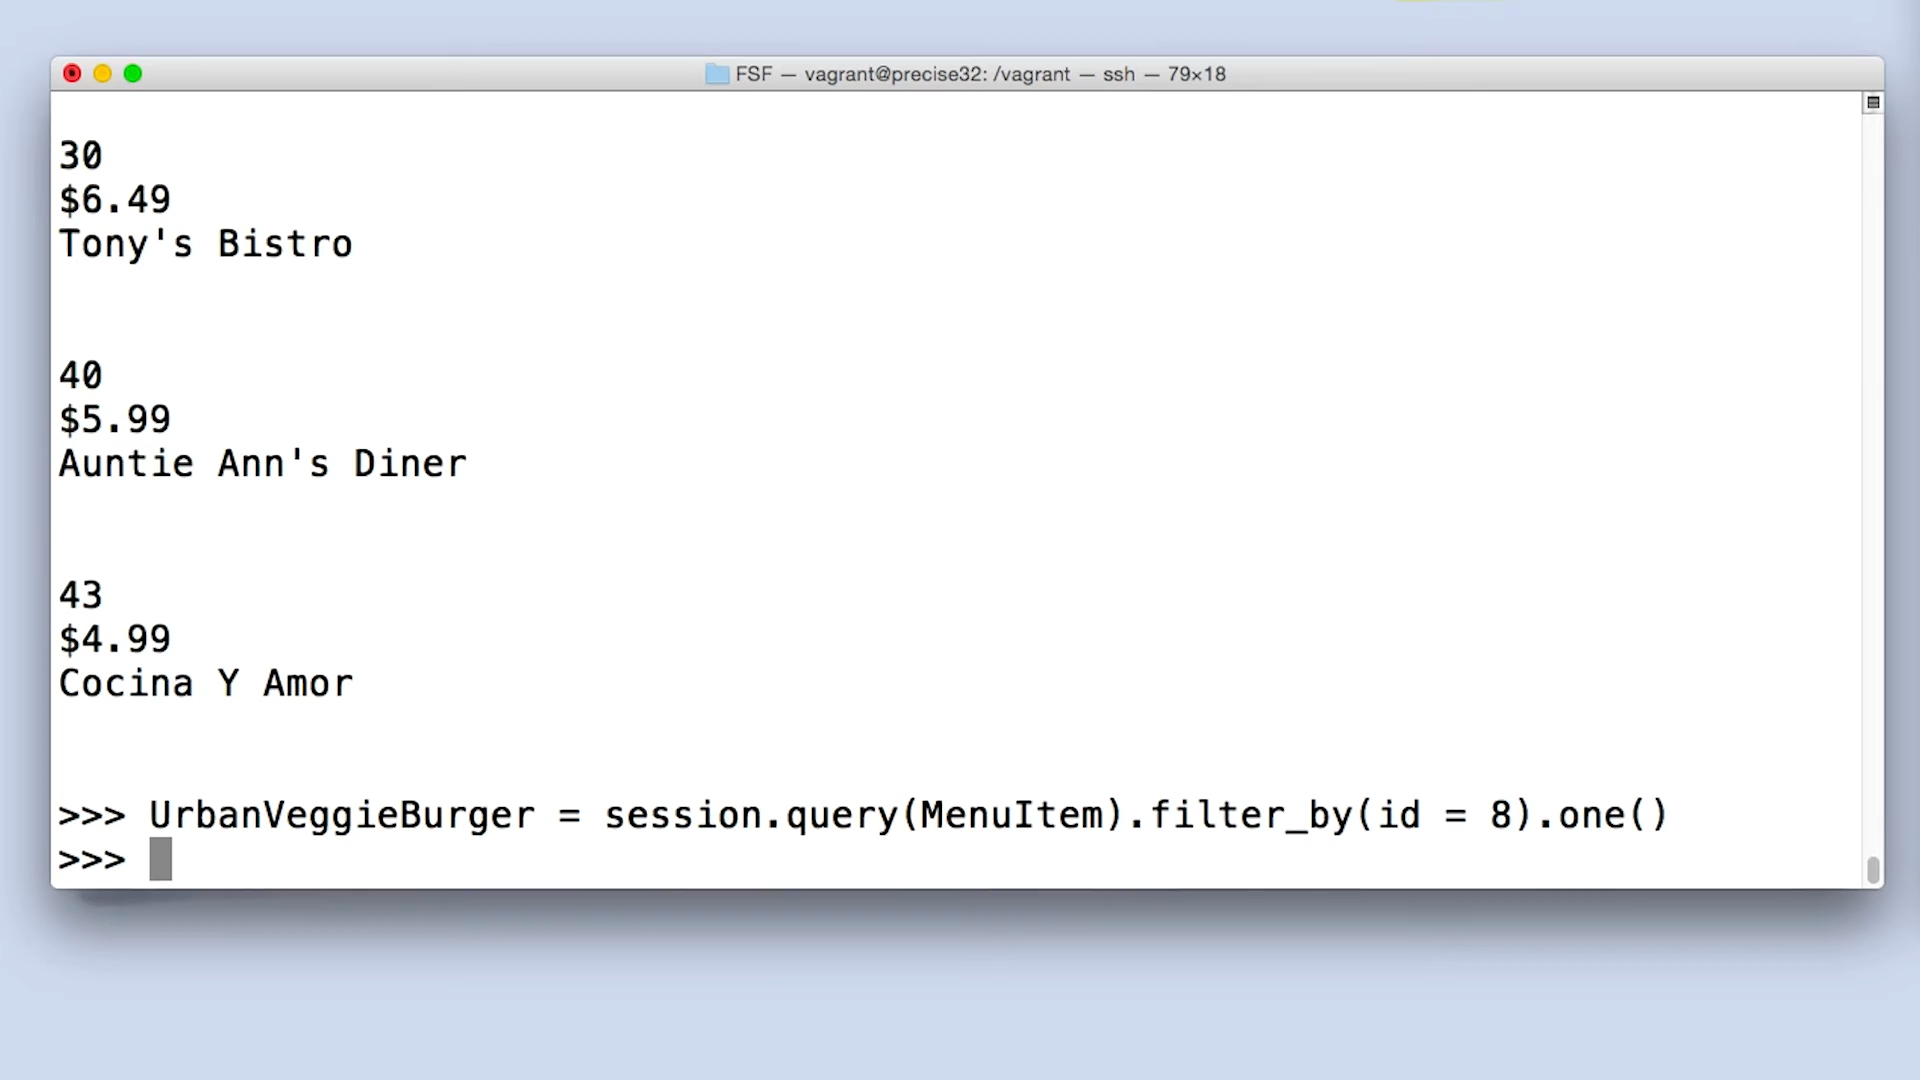 FSF — vagrant@precise32: /vagrant — ssh — 79×18
30
$6.49
Tony's Bistro
40
$5.99
Auntie Ann's Diner
43
$4.99
Cocina Y Amor
>>> UrbanVeggieBurger = session.query(MenuItem).filter_by(id = 8).one()
>>>